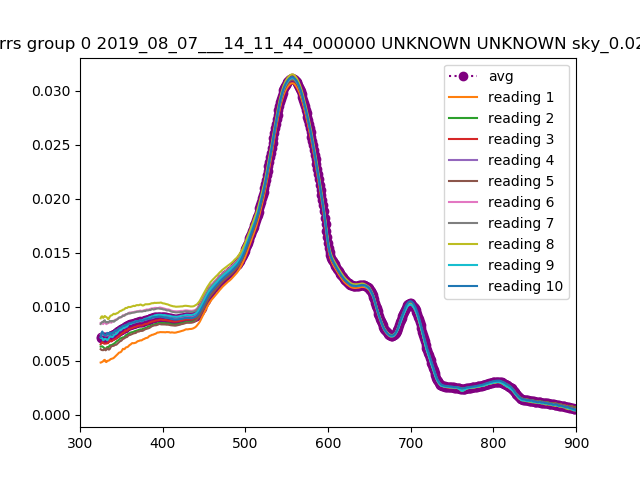 rrs group 0 2019_08_07___14_11_44_000000 UNKNOWN UNKNOWN sky_0.02
avg
reading 1
reading 2
reading 3
reading 4
reading 5
reading 6
reading 7
reading 8
reading 9
reading 10
0.030
0.025
0.020
0.015
0.010
0.005
0.000
300 400 500 600 700 800 900